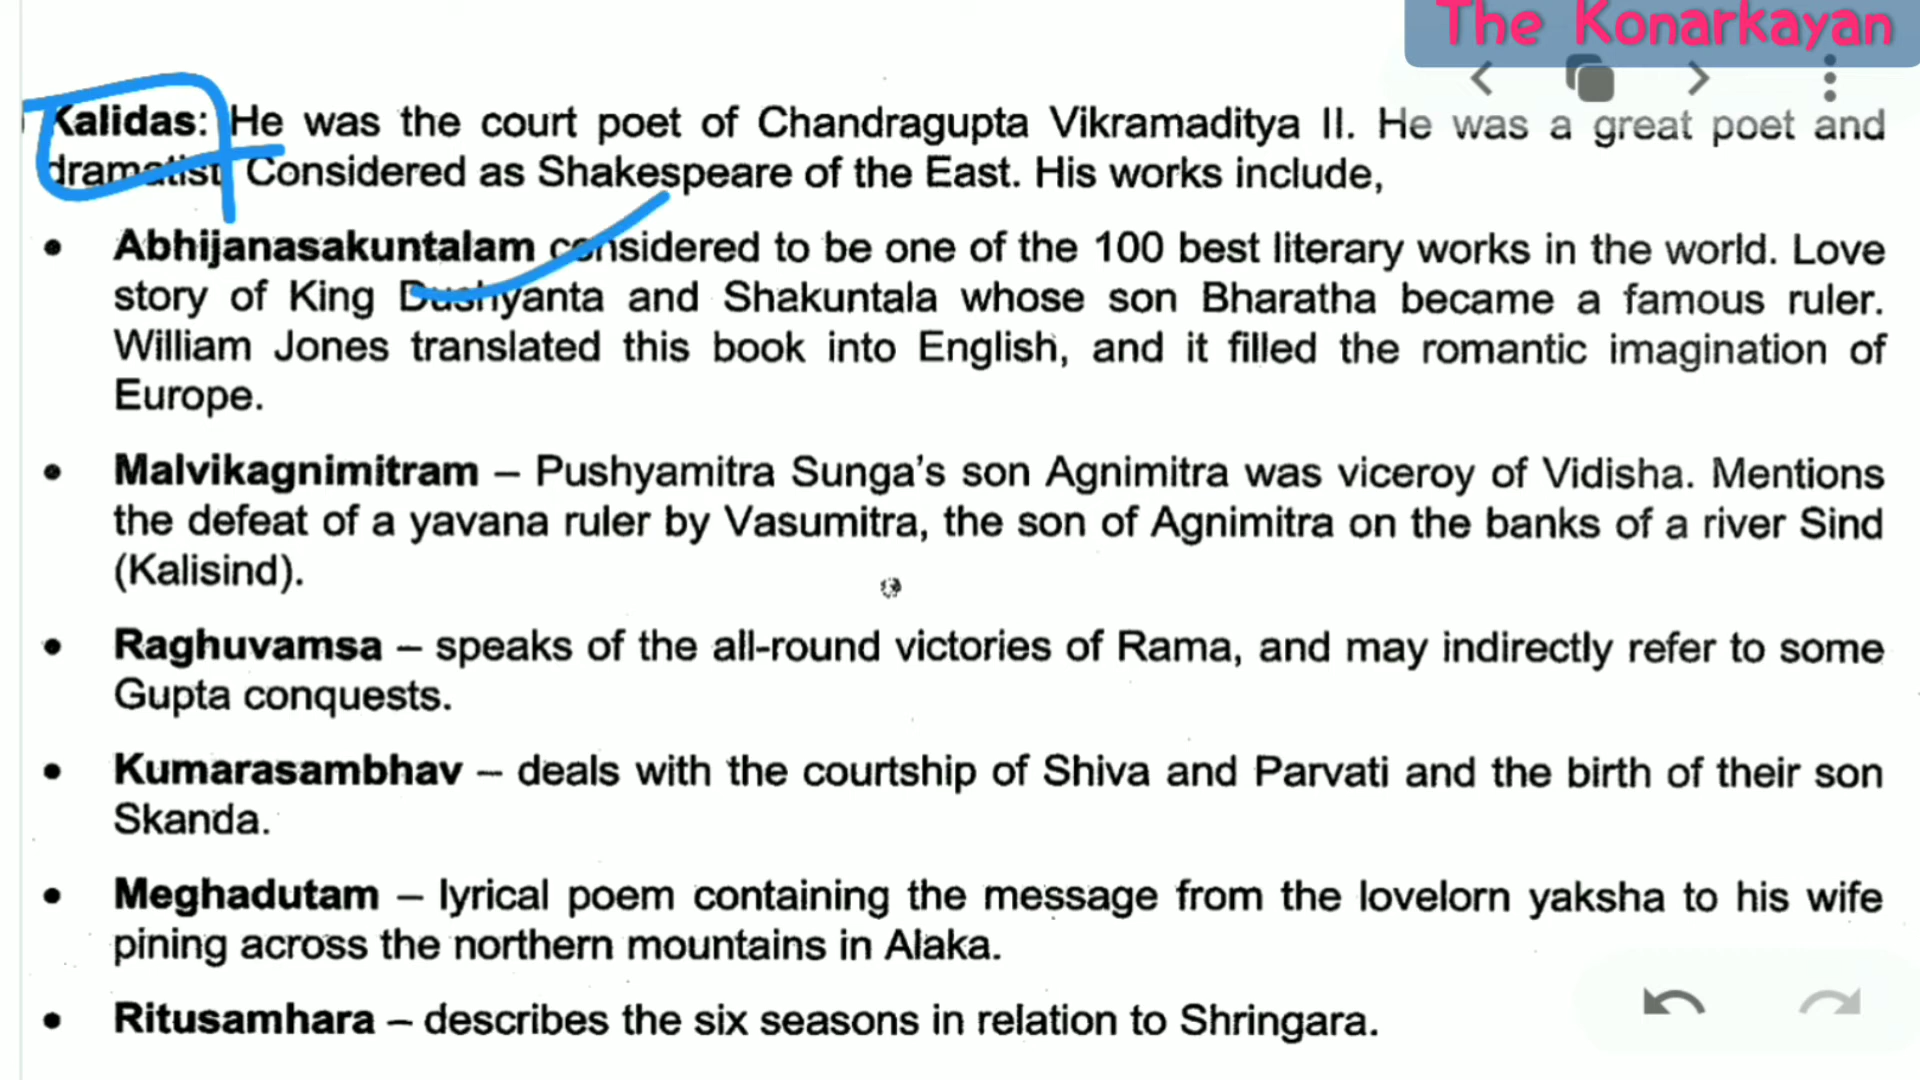 The Konarkayan
Kalidas: He was the court poet of Chandragupta Vikramaditya II. He was a great poet and
dramatist. Considered as Shakespeare of the East. His works include,
• Abhijanasakuntalam considered to be one of the 100 best literary works in the world. Love
story of King Dushyanta and Shakuntala whose son Bharatha became a famous ruler.
William Jones translated this book into English, and it filled the romantic imagination of
Europe.
• Malvikagnimitram – Pushyamitra Sunga's son Agnimitra was viceroy of Vidisha. Mentions
the defeat of a yavana ruler by Vasumitra, the son of Agnimitra on the banks of a river Sind
(Kalisind).
• Raghuvamsa – speaks of the all-round victories of Rama, and may indirectly refer to some
Gupta conquests.
• Kumarasambhav – deals with the courtship of Shiva and Parvati and the birth of their son
Skanda.
• Meghadutam – lyrical poem containing the message from the lovelorn yaksha to his wife
pining across the northern mountains in Alaka.
• Ritusamhara – describes the six seasons in relation to Shringara.